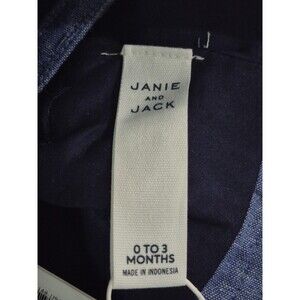 JANIE
AND
JACK
0 TO 3
MONTHS
MADE IN INDONESIA